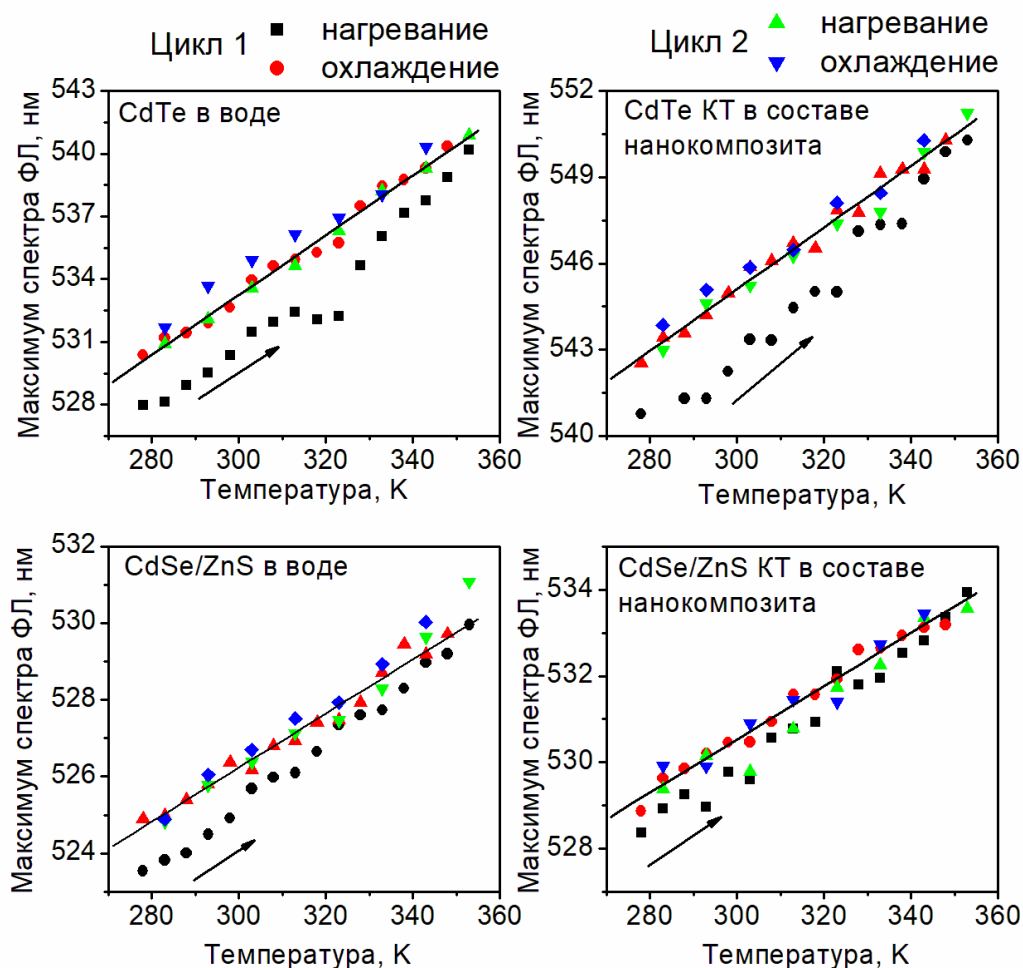 Цикл 1
нагревание
охлаждение
Цикл 2
нагревание
охлаждение
Максимум спектра ФЛ, нм
543
540
537
534
531
528
CdTe в воде
280 300 320 340 360
Температура, K
Максимум спектра ФЛ, нм
552
549
546
543
540
CdTe КТ в составе
нанокомпозита
280 300 320 340 360
Температура, K
Максимум спектра ФЛ, нм
532
530
528
526
524
CdSe/ZnS в воде
280 300 320 340 360
Температура, K
Максимум спектра ФЛ, нм
534
532
530
528
CdSe/ZnS КТ в составе
нанокомпозита
280 300 320 340 360
Температура, K